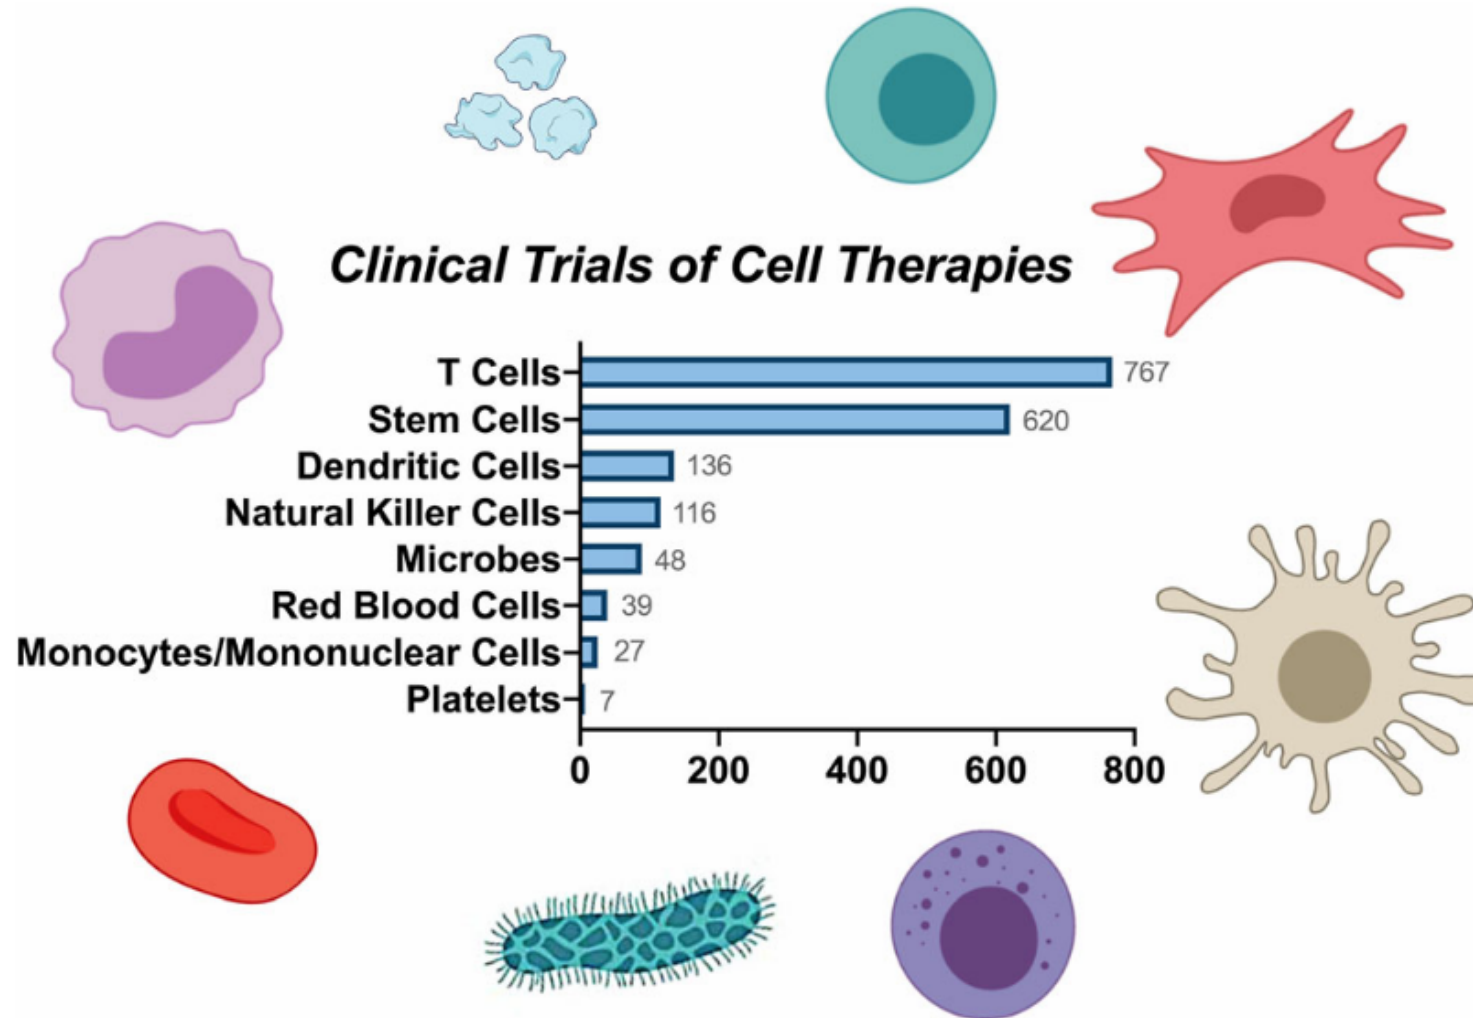 Clinical Trials of Cell Therapies
T Cells 767
Stem Cells 620
Dendritic Cells 136
Natural Killer Cells 116
Microbes 48
Red Blood Cells 39
Monocytes/Mononuclear Cells 27
Platelets 7
0 200 400 600 800